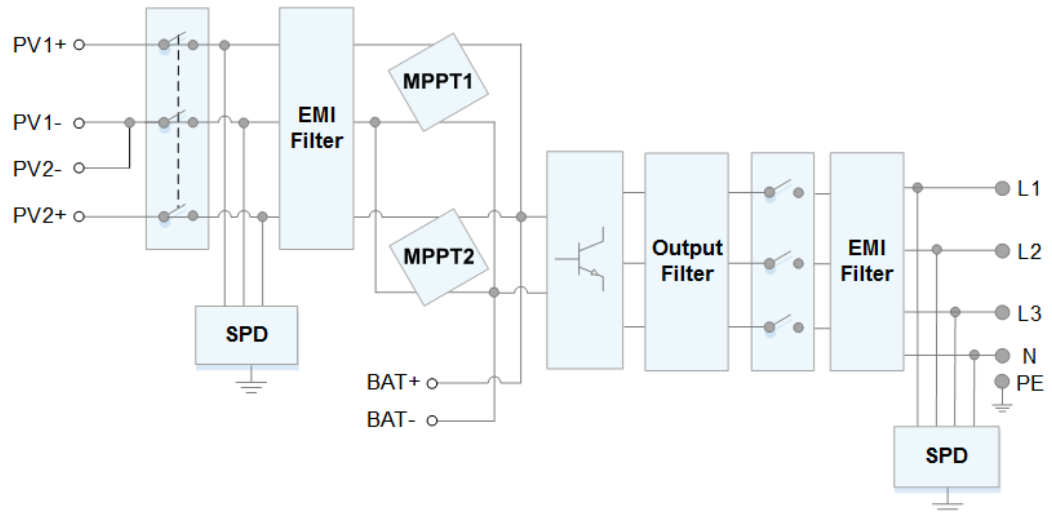 PV1+
PV1-
PV2-
PV2+
EMI
Filter
MPPT1
MPPT2
SPD
BAT+
BAT-
Output
Filter
EMI
Filter
L1
L2
L3
N
PE
SPD